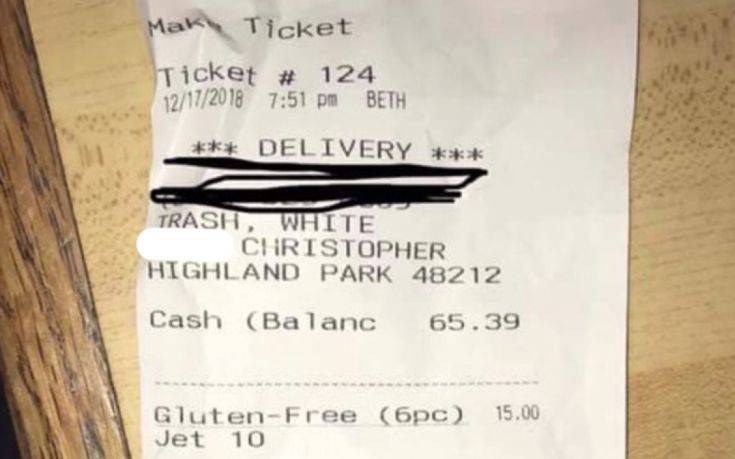 Make Ticket
Ticket # 124
12/17/2018 7:51 pm BETH
*** DELIVERY ***
TRASH, WHITE
CHRISTOPHER
HIGHLAND PARK 48212
Cash (Balanc 65.39
Gluten-Free (6pc) 15.00
Jet 10